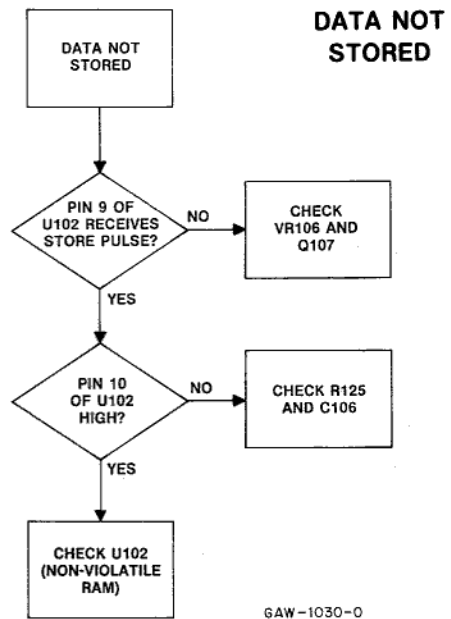 DATA NOT
STORED
DATA NOT
STORED
PIN 9 OF
U102 RECEIVES
STORE PULSE?
NO
CHECK
VR106 AND
Q107
YES
PIN 10
OF U102
HIGH?
NO
CHECK R125
AND C106
YES
CHECK U102
(NON-VIOLATILE
RAM)
GAW-1030-0